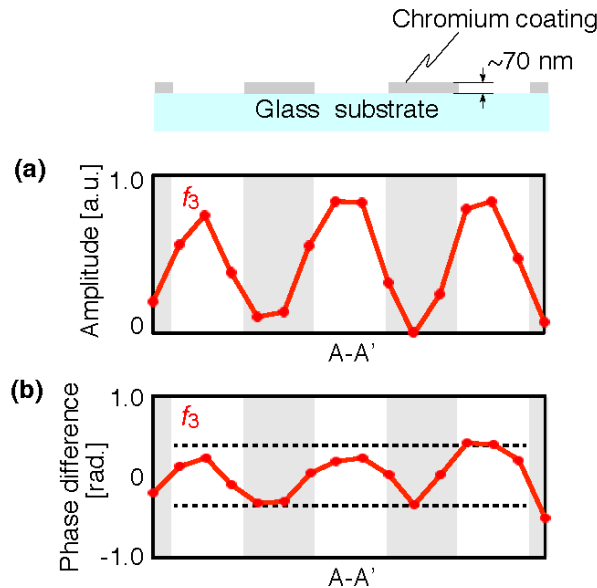 Chromium coating
~70 nm
Glass substrate
(a)
1.0
f3
Amplitude [a.u.]
0
A-A’
(b)
1.0
f3
Phase difference
[rad.]
0
-1.0
A-A’